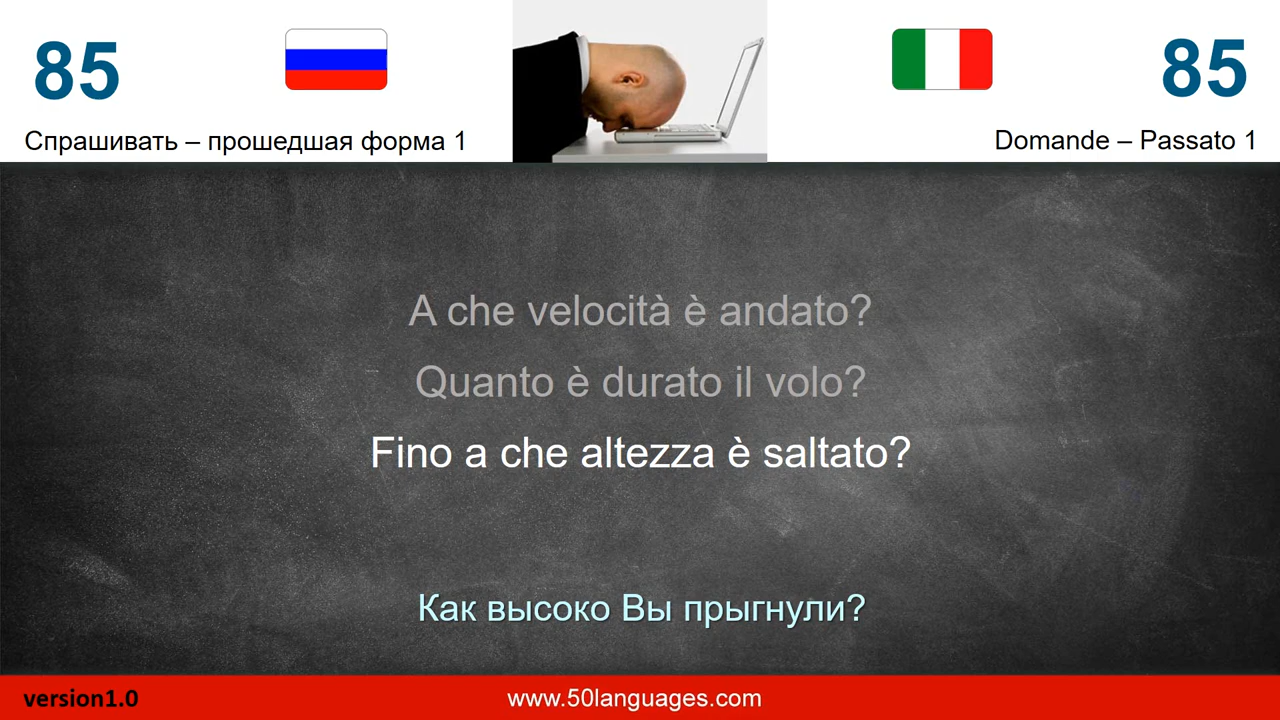 85
85
Спрашивать – прошедшая форма 1
Domande – Passato 1
A che velocità è andato?
Quanto è durato il volo?
Fino a che altezza è saltato?
Как высоко Вы прыгнули?
version1.0
www.50languages.com